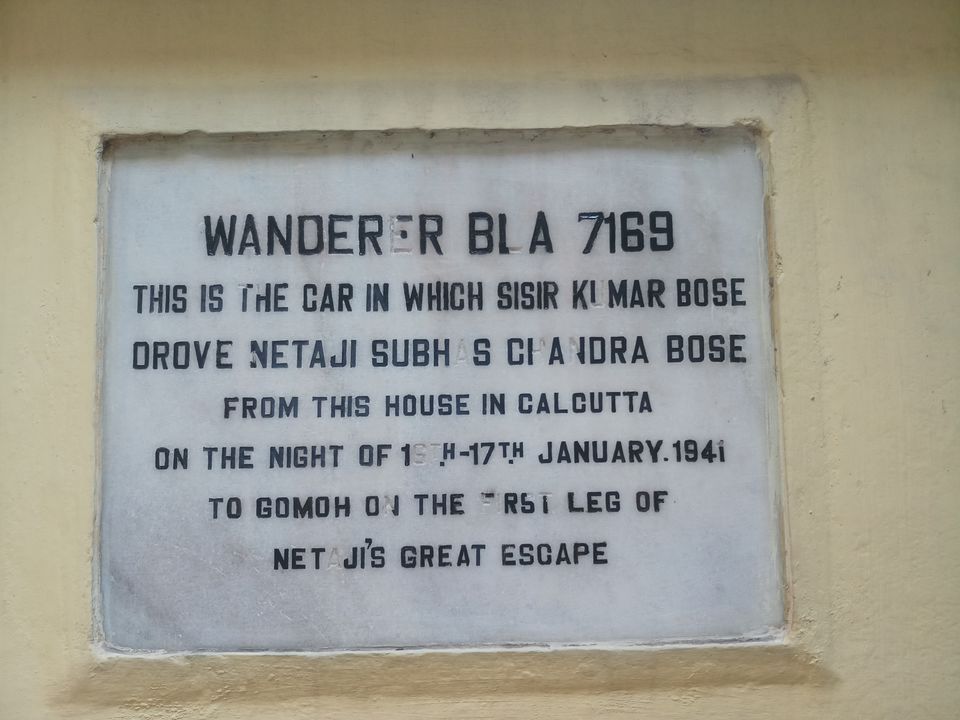 WANDERER BLA 7169
THIS IS THE CAR IN WHICH SISIR KUMAR BOSE
DROVE NETAJI SUBHAS CHANDRA BOSE
FROM THIS HOUSE IN CALCUTTA
ON THE NIGHT OF 16TH-17TH JANUARY.1941
TO GOMOH ON THE FIRST LEG OF
NETAJI'S GREAT ESCAPE